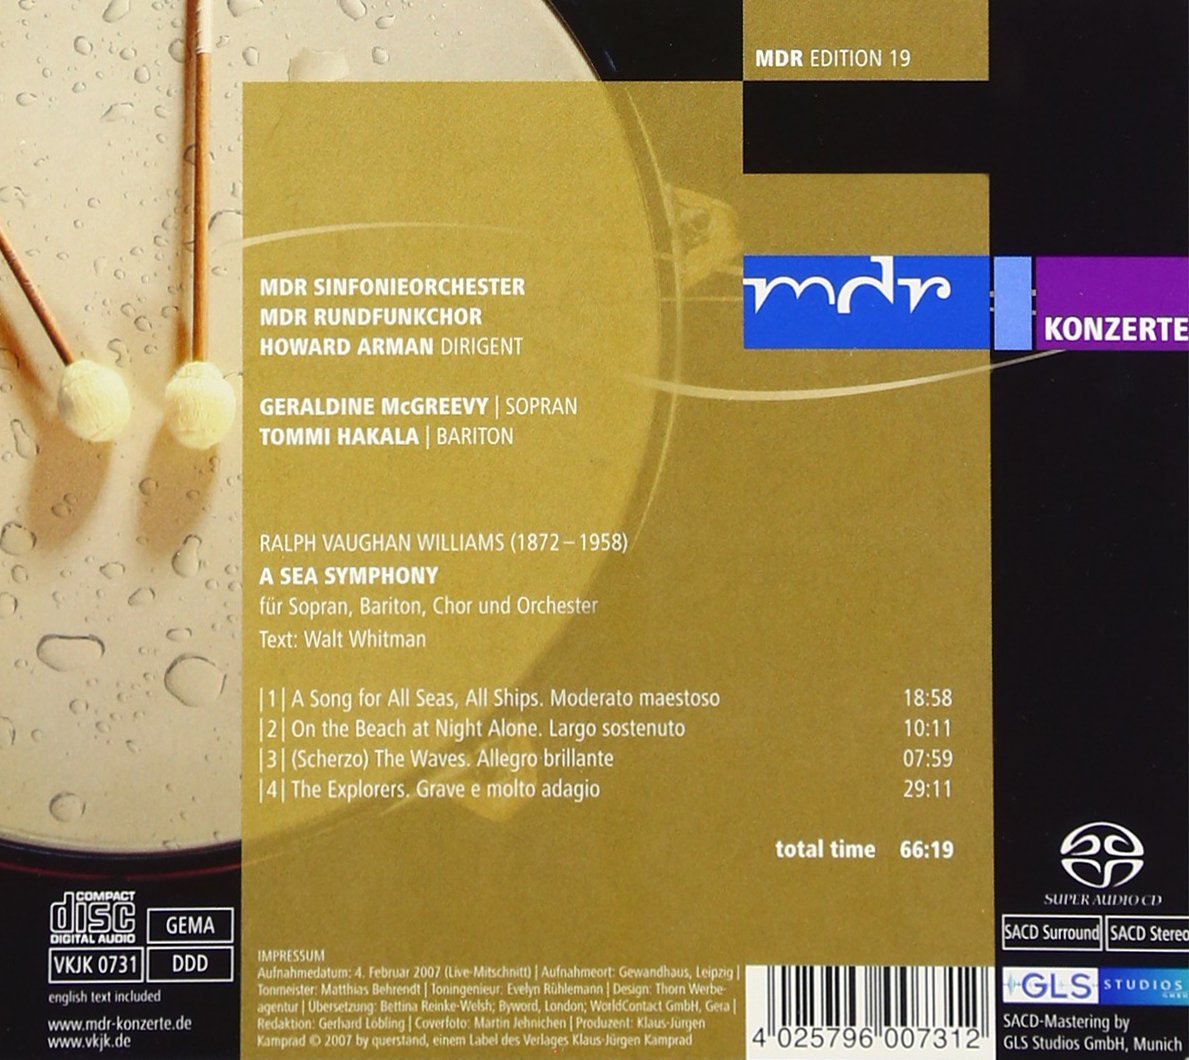 MDR EDITION 19
mdr
KONZERTE
MDR SINFONIEORCHESTER
MDR RUNDFUNKCHOR
HOWARD ARMAN DIRIGENT
GERALDINE McGREEVY | SOPRAN
TOMMI HAKALA | BARITON
RALPH VAUGHAN WILLIAMS (1872 – 1958)
A SEA SYMPHONY
für Sopran, Bariton, Chor und Orchester
Text: Walt Whitman
|1| A Song for All Seas, All Ships. Moderato maestoso 18:58
|2| On the Beach at Night Alone. Largo sostenuto 10:11
|3| (Scherzo) The Waves. Allegro brillante 07:59
|4| The Explorers. Grave e molto adagio 29:11
total time 66:19
COMPACT
disc
DIGITAL AUDIO
GEMA
VKJK 0731
DDD
english text included
www.mdr-konzerte.de
www.vkjk.de
IMPRESSUM
Aufnahmedatum: 4. Februar 2007 (Live-Mitschnitt) | Aufnahmeort: Gewandhaus, Leipzig |
Tonmeister: Matthias Behrendt | Toningenieur: Evelyn Rühlemann | Design: Thorn Werbe-
agentur | Übersetzung: Bettina Reinke-Welsh; Byword, London; WorldContact GmbH, Gera |
Redaktion: Gerhard Löbling | Coverfoto: Martin Jehnichen | Produzent: Klaus-Jürgen
Kamprad © 2007 by querstand, einem Label des Verlages Klaus-Jürgen Kamprad
4 025796 007312
SUPER AUDIO CD
SACD Surround
SACD Stereo
GLS STUDIOS
GMBH
SACD-Mastering by
GLS Studios GmbH, Munich